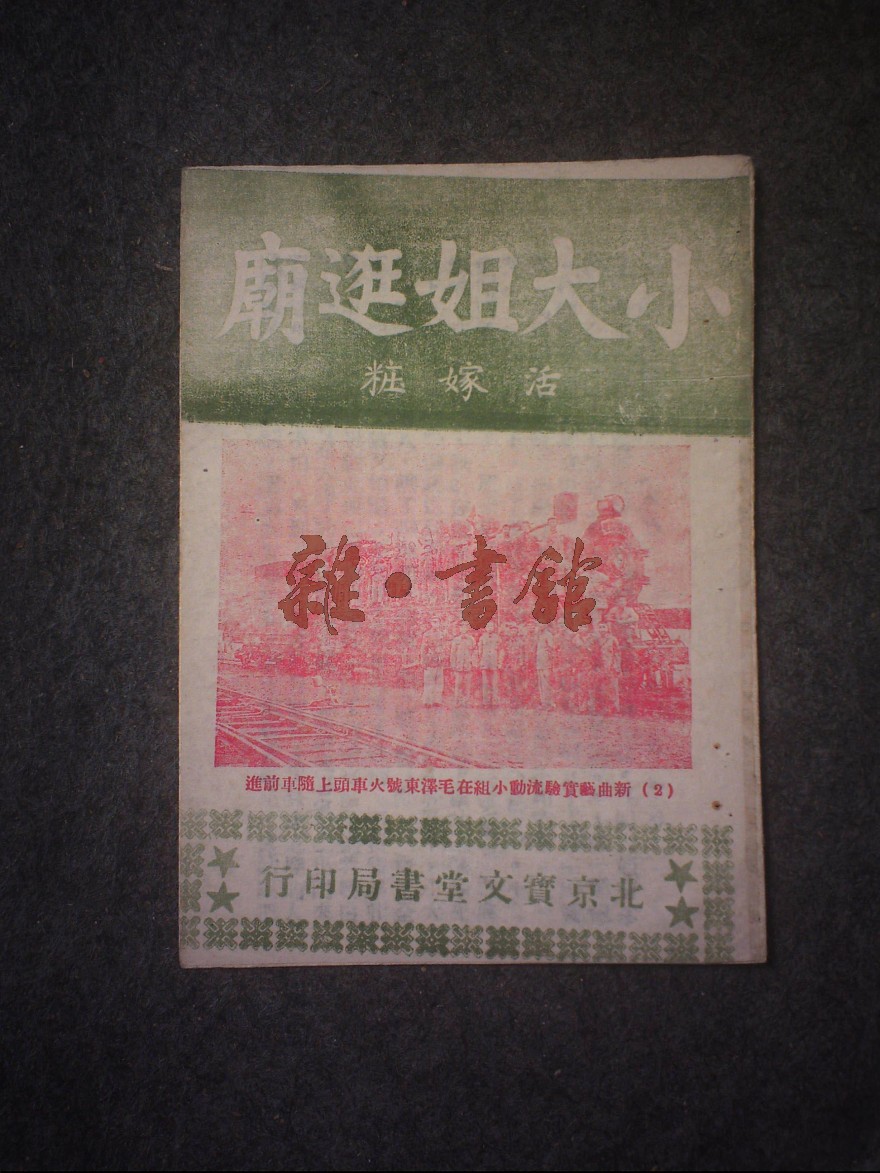 小大姐逛廟
活嫁粧
雜·書館
(2)新曲藝實驗流動小組在毛澤東號火車頭上隨車前進
北京寳文堂書局印行